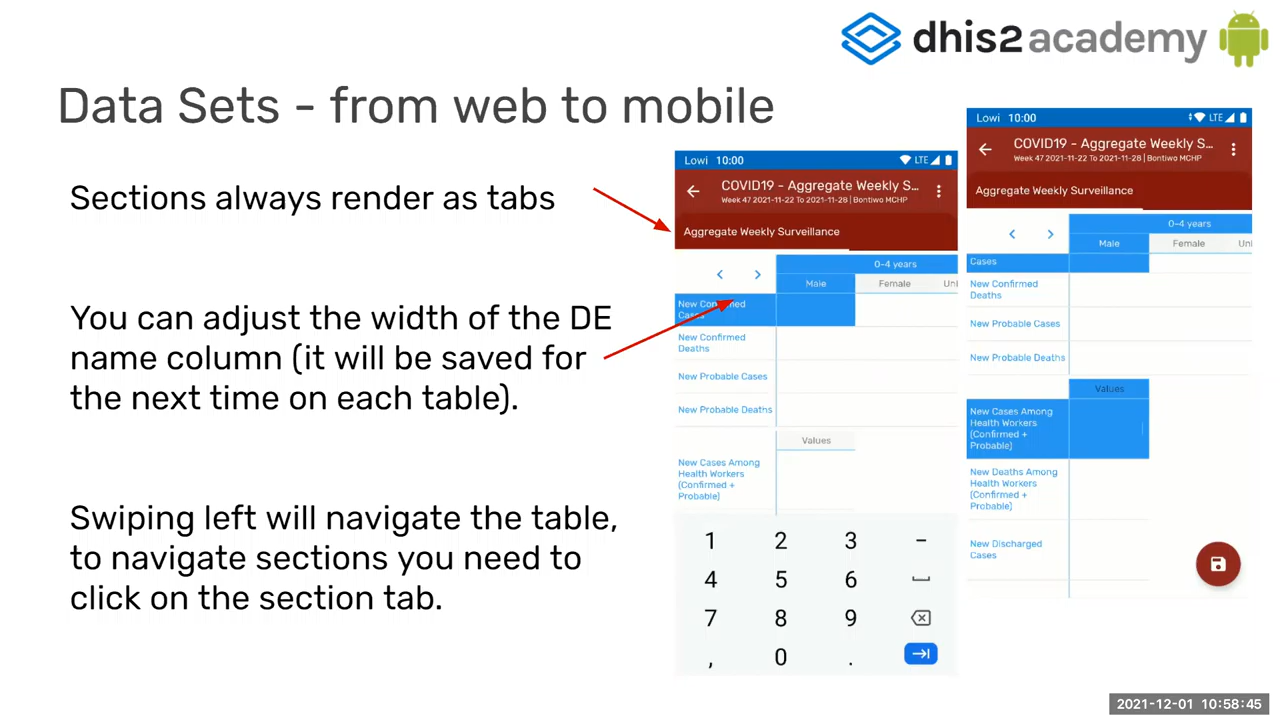 dhis2 academy
Data Sets - from web to mobile
Sections always render as tabs
You can adjust the width of the DE
name column (it will be saved for
the next time on each table).
Swiping left will navigate the table,
to navigate sections you need to
click on the section tab.
Lowi 10:00 LTE
COVID19 - Aggregate Weekly S...
Week 47 2021-11-22 To 2021-11-28 | Bontiwo MCHP
Aggregate Weekly Surveillance
0-4 years
Male Female Uni
New Confirmed
Cases
New Confirmed
Deaths
New Probable Cases
New Probable Deaths
Values
New Cases Among
Health Workers
(Confirmed +
Probable)
1 2 3 -
4 5 6
7 8 9
, 0 .
Lowi 10:00 LTE
COVID19 - Aggregate Weekly S...
Week 47 2021-11-22 To 2021-11-28 | Bontiwo MCHP
Aggregate Weekly Surveillance
0-4 years
Male Female Uni
Cases
New Confirmed
Deaths
New Probable Cases
New Probable Deaths
Values
New Cases Among
Health Workers
(Confirmed +
Probable)
New Deaths Among
Health Workers
(Confirmed +
Probable)
New Discharged
Cases
2021-12-01 10:58:45